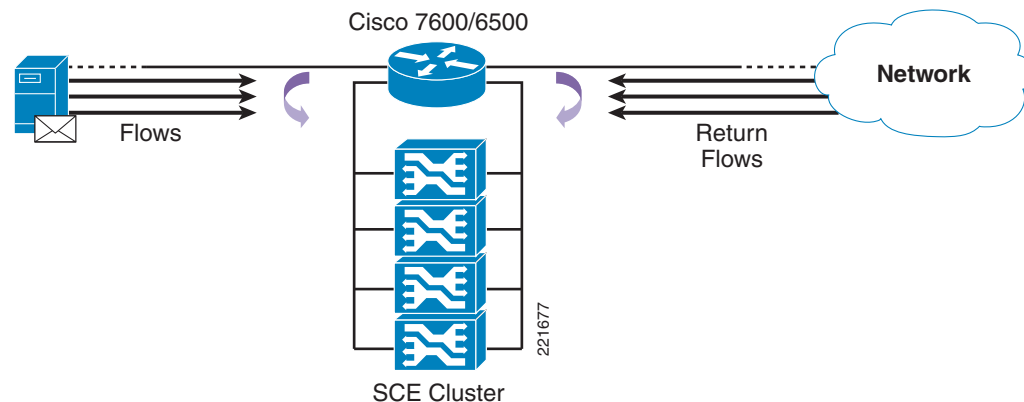 Cisco 7600/6500
Network
Flows
Return
Flows
221677
SCE Cluster